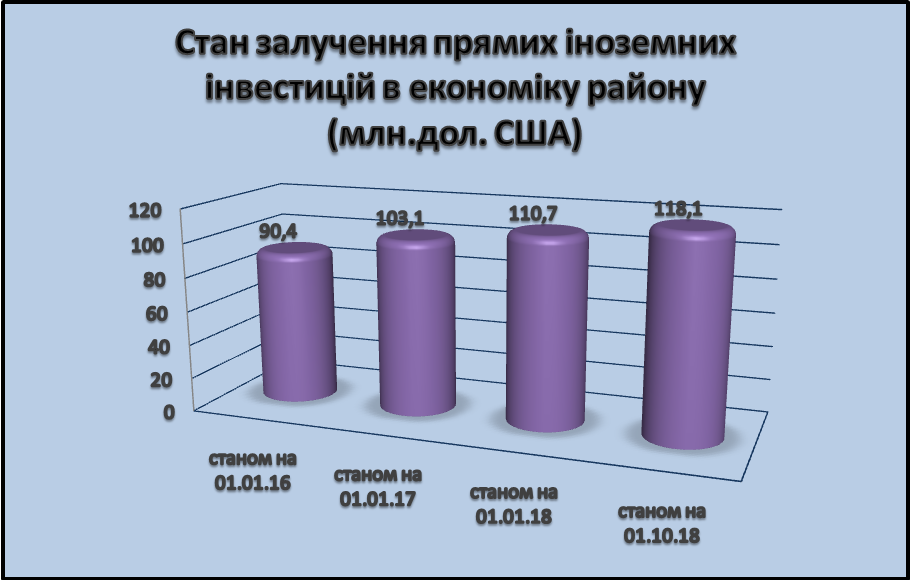 Стан залучення прямих іноземних
інвестицій в економіку району
(млн.дол. США)
120
100
80
60
40
20
0
90,4
103,1
110,7
118,1
станом на
01.01.16
станом на
01.01.17
станом на
01.01.18
станом на
01.10.18